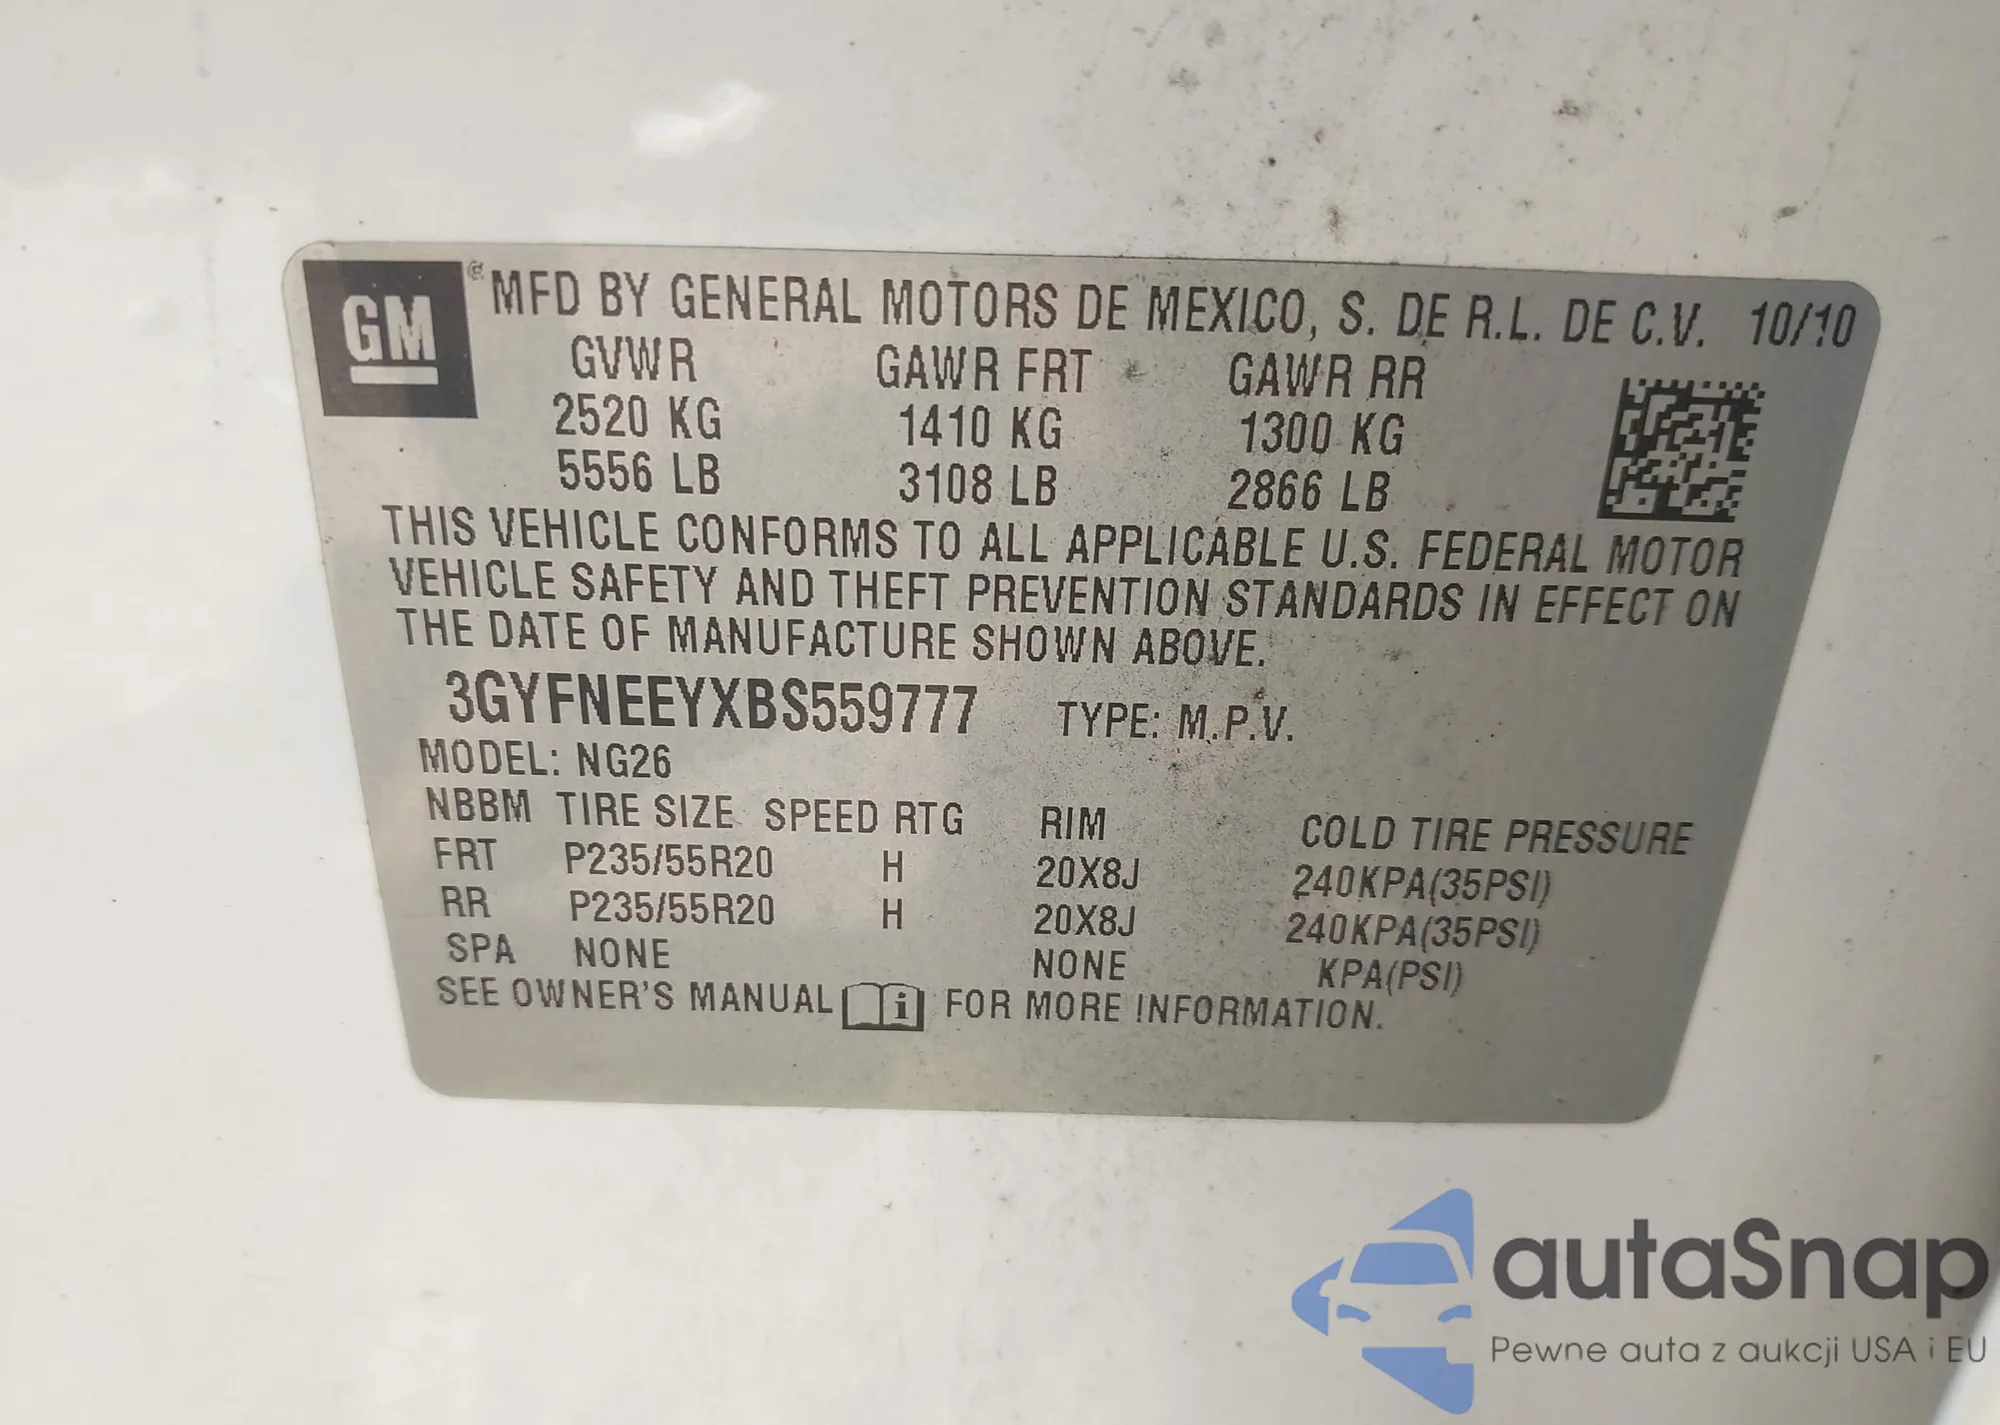 GM ® MFD BY GENERAL MOTORS DE MEXICO, S. DE R.L. DE C.V. 10/10
GVWR GAWR FRT GAWR RR
2520 KG 1410 KG 1300 KG
5556 LB 3108 LB 2866 LB
THIS VEHICLE CONFORMS TO ALL APPLICABLE U.S. FEDERAL MOTOR
VEHICLE SAFETY AND THEFT PREVENTION STANDARDS IN EFFECT ON
THE DATE OF MANUFACTURE SHOWN ABOVE.
3GYFNEEYXBS559777 TYPE: M.P.V.
MODEL: NG26
NBBM TIRE SIZE SPEED RTG RIM COLD TIRE PRESSURE
FRT P235/55R20 H 20X8J 240KPA(35PSI)
RR P235/55R20 H 20X8J 240KPA(35PSI)
SPA NONE NONE KPA(PSI)
SEE OWNER'S MANUAL i FOR MORE INFORMATION.
autaSnap
Pewne auta z aukcji USA i EU